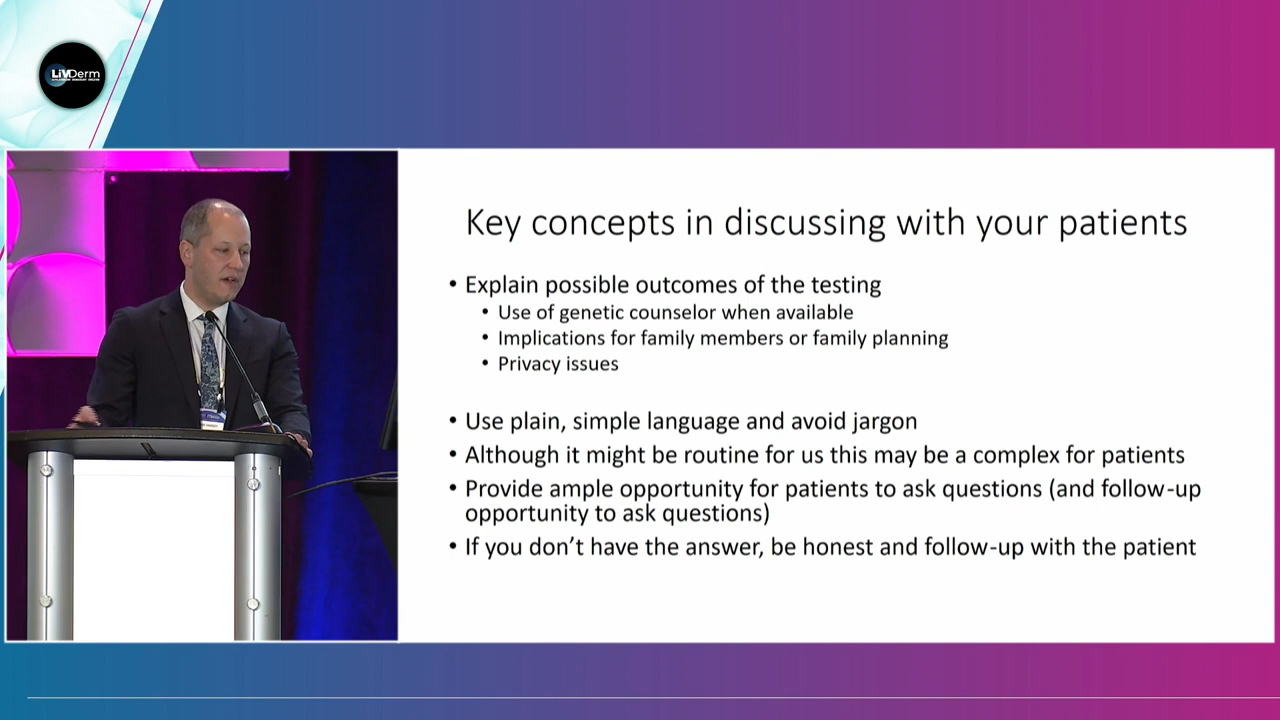 LiVDerm
Key concepts in discussing with your patients
• Explain possible outcomes of the testing
• Use of genetic counselor when available
• Implications for family members or family planning
• Privacy issues
• Use plain, simple language and avoid jargon
• Although it might be routine for us this may be a complex for patients
• Provide ample opportunity for patients to ask questions (and follow-up
opportunity to ask questions)
• If you don’t have the answer, be honest and follow-up with the patient